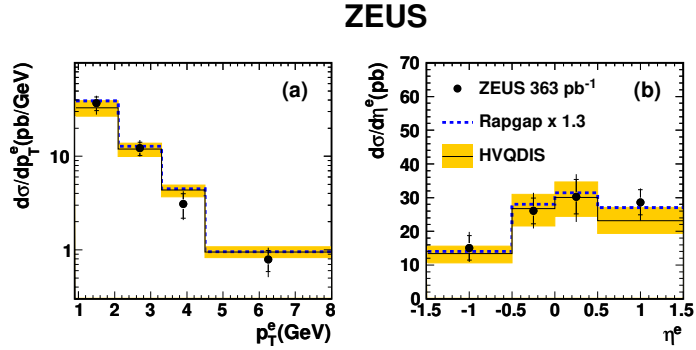 ZEUS
(a)
dσ/dp_T^e(pb/GeV)
10
1
1 2 3 4 5 6 7 8 9
p_T^e(GeV)
(b)
dσ/dη^e(pb)
70
60
50
40
30
20
10
0
ZEUS 363 pb⁻¹
Rapgap x 1.3
HVQDIS
-1.5 -1 -0.5 0 0.5 1 1.5
η^e